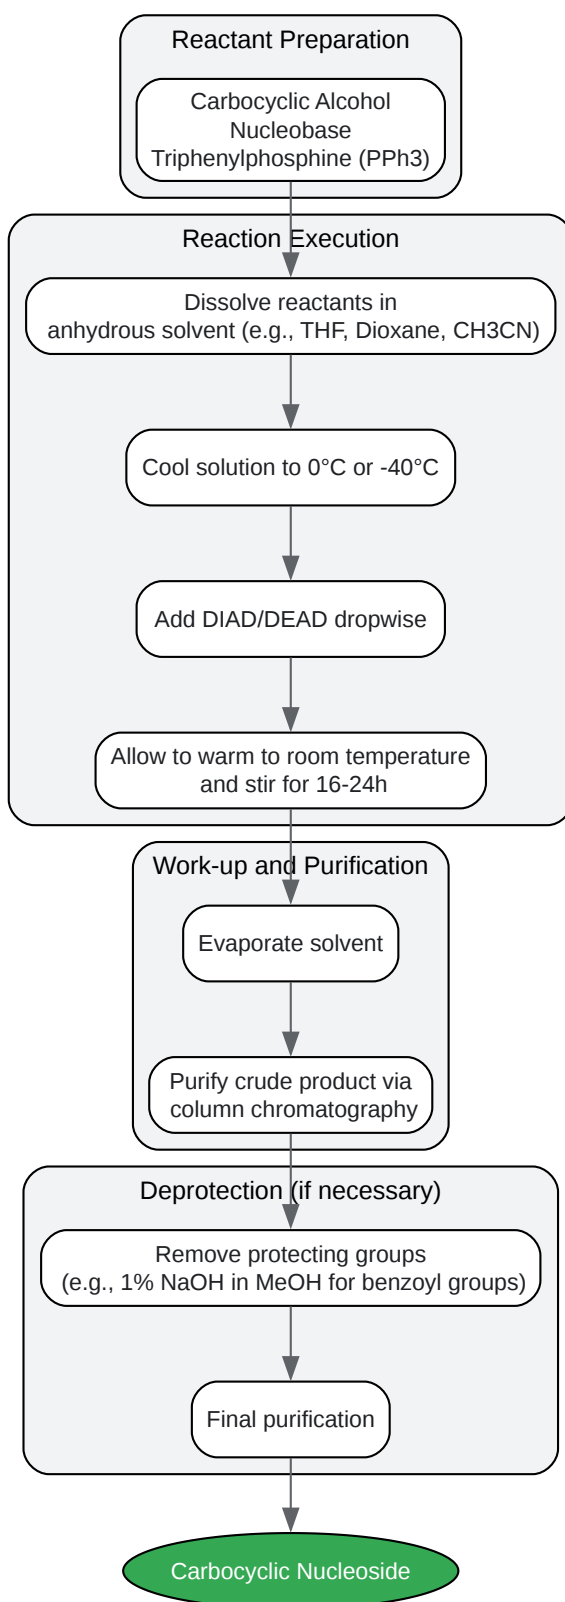 Reactant Preparation
Carbocyclic Alcohol
Nucleobase
Triphenylphosphine (PPh3)
Reaction Execution
Dissolve reactants in
anhydrous solvent (e.g., THF, Dioxane, CH3CN)
Cool solution to 0°C or -40°C
Add DIAD/DEAD dropwise
Allow to warm to room temperature
and stir for 16-24h
Work-up and Purification
Evaporate solvent
Purify crude product via
column chromatography
Deprotection (if necessary)
Remove protecting groups
(e.g., 1% NaOH in MeOH for benzoyl groups)
Final purification
Carbocyclic Nucleoside